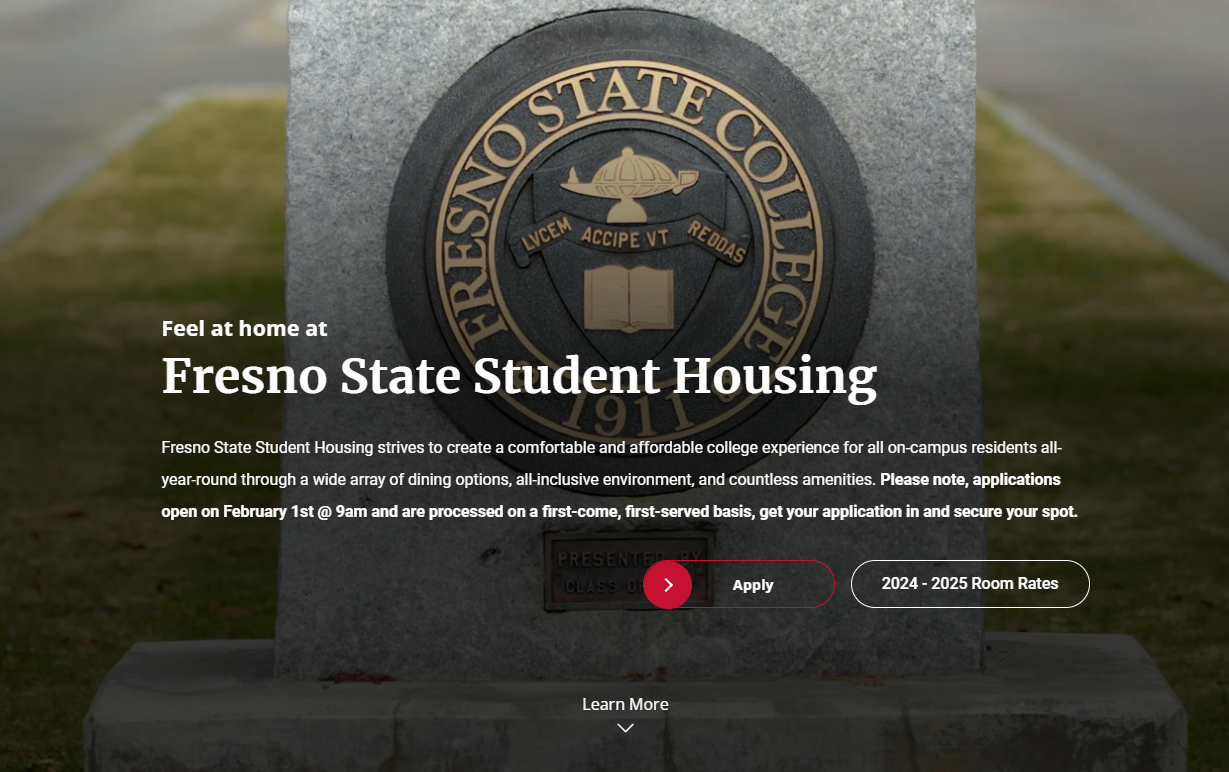 FRESNO STATE COLLEGE
LVCEM ACCIPE VT REDDAS
1911
Feel at home at
Fresno State Student Housing
Fresno State Student Housing strives to create a comfortable and affordable college experience for all on-campus residents all-
year-round through a wide array of dining options, all-inclusive environment, and countless amenities. Please note, applications
open on February 1st @ 9am and are processed on a first-come, first-served basis, get your application in and secure your spot.
PRESENTED BY
CLASS OF
Apply
2024 - 2025 Room Rates
Learn More